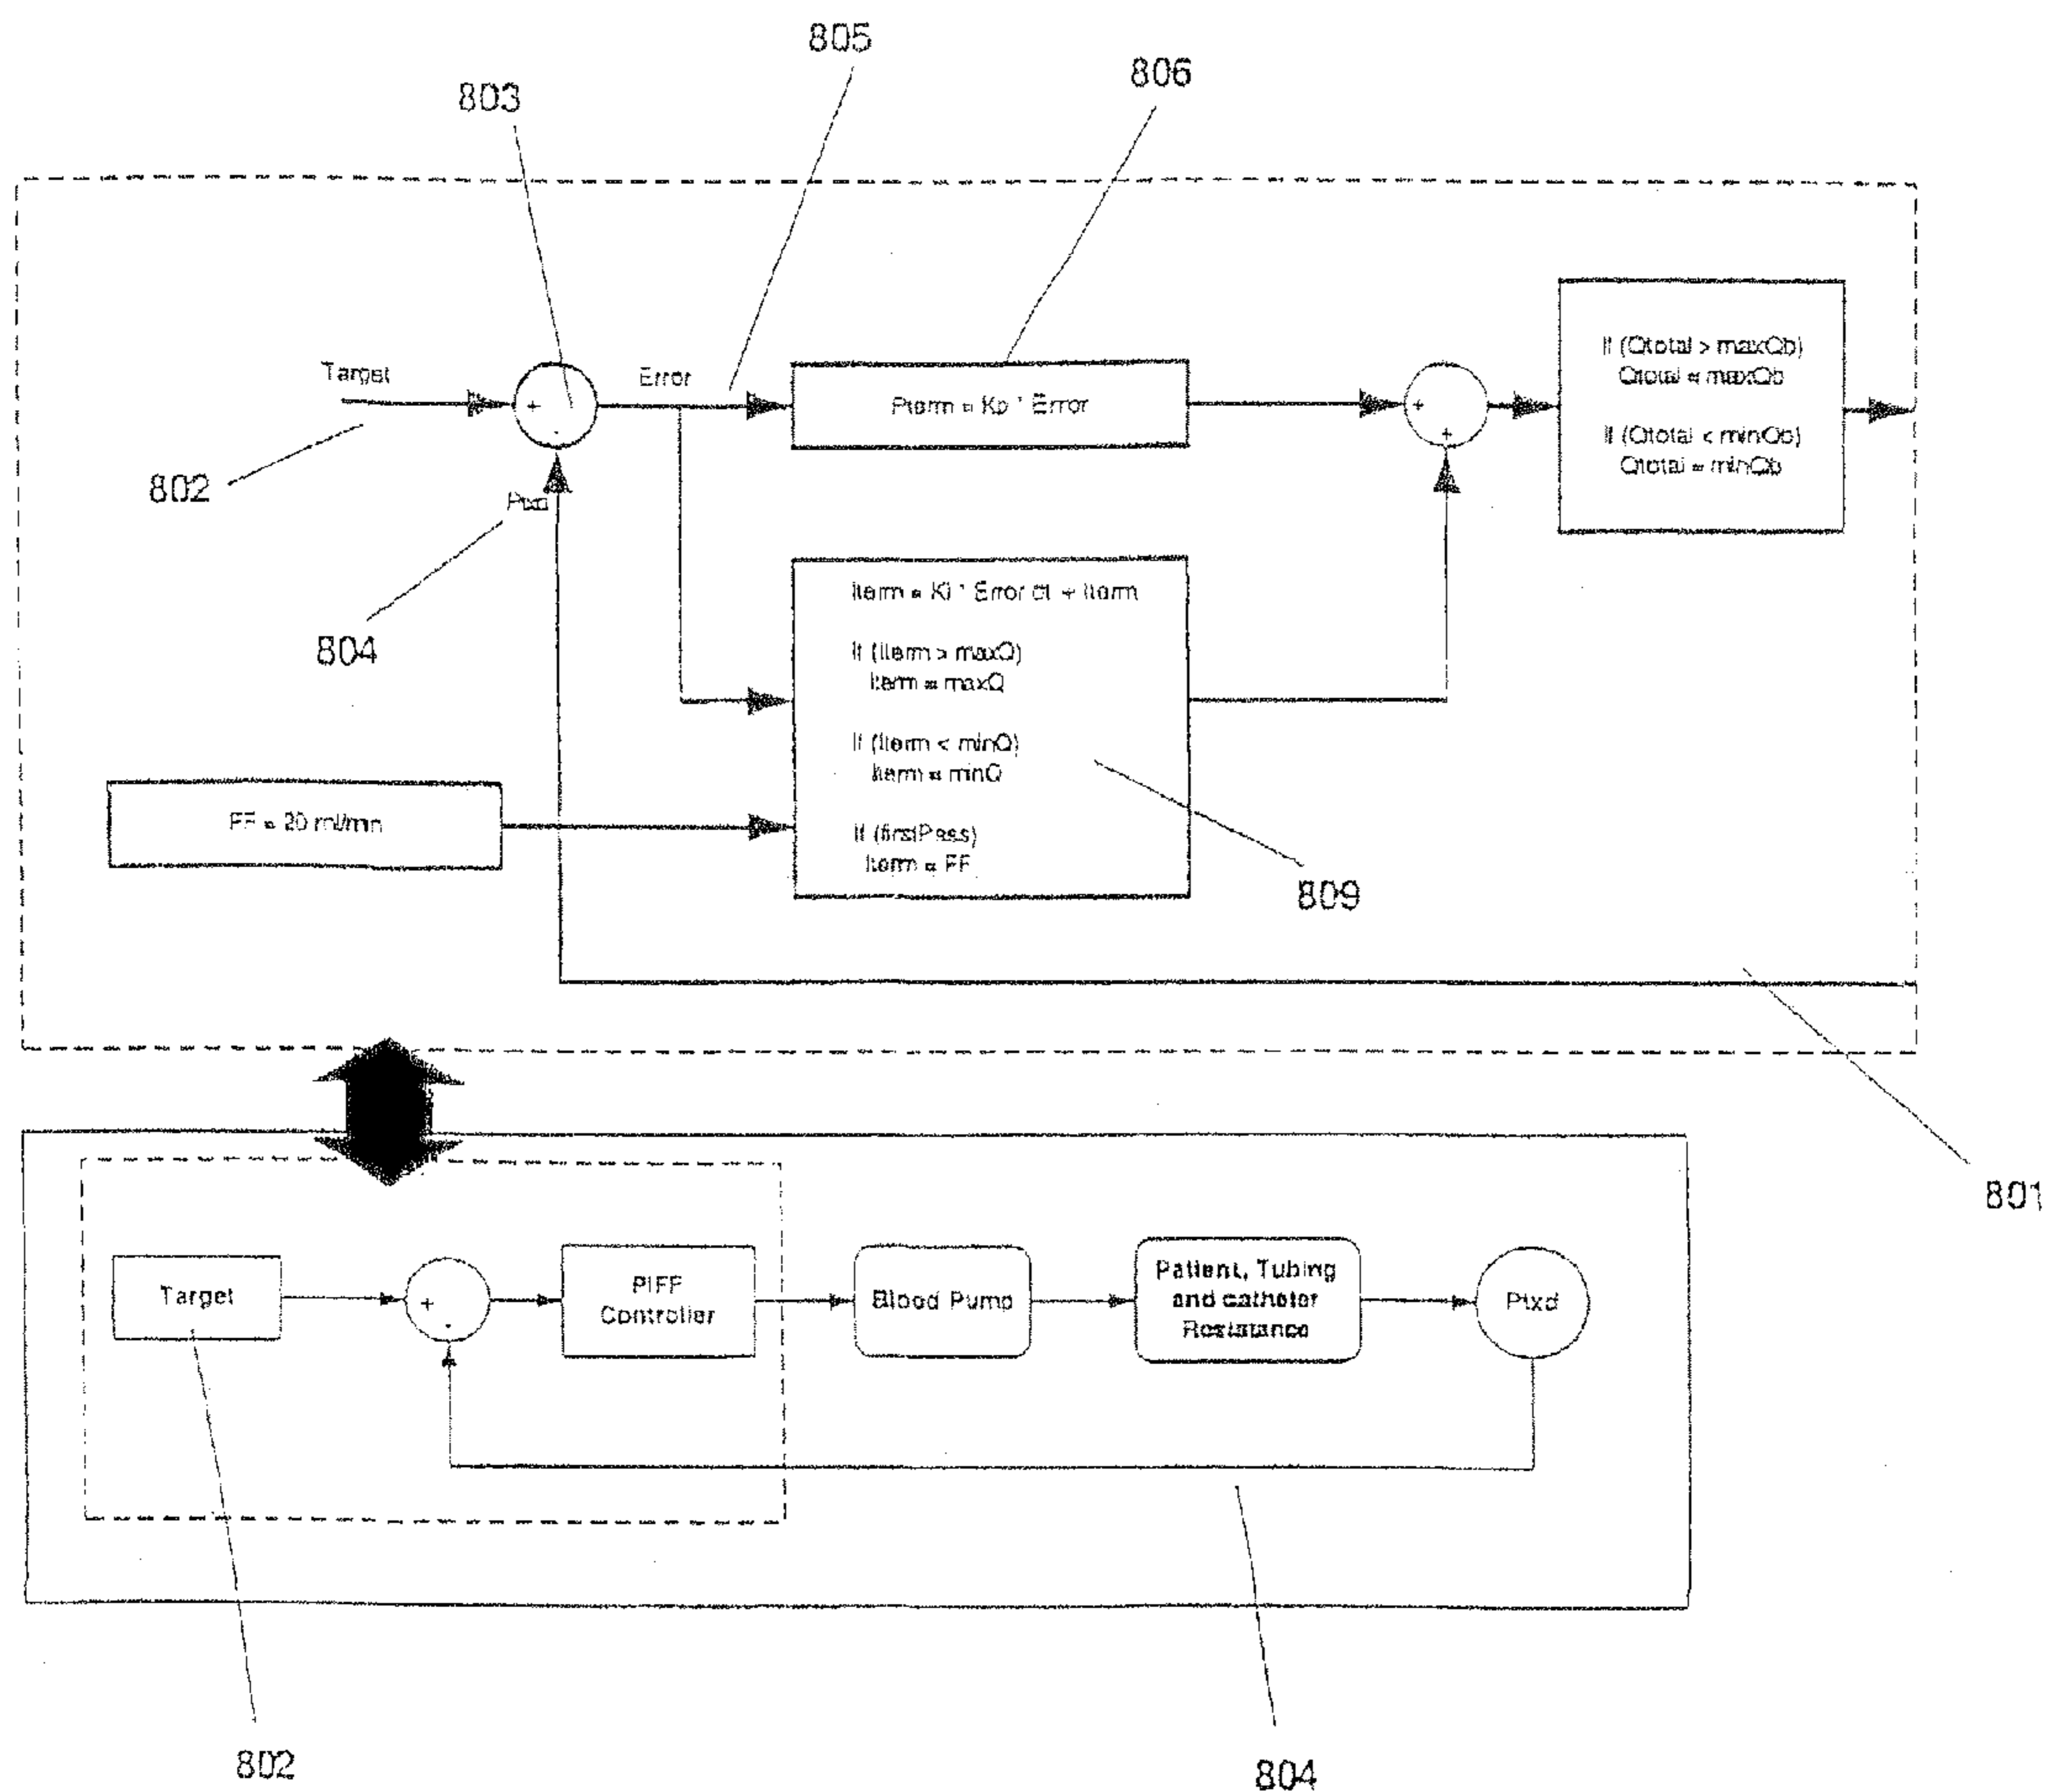 805
803
806
Target
Error
Pterm = Kp * Error
If (Qtotal > maxQb)
Qtotal = maxQb
If (Qtotal < minQb)
Qtotal = minQb
+
-
+
+
802
Ptxd
804
Iterm = Ki * Error dt + Iterm
If (Iterm > maxQ)
Iterm = maxQ
If (Iterm < minQ)
Iterm = minQ
If (firstPass)
Iterm = FF
FF = 20 ml/min
809
801
Target
+
-
PIFF
Controller
Blood Pump
Patient, Tubing
and catheter
Resistance
Ptxd
802
804